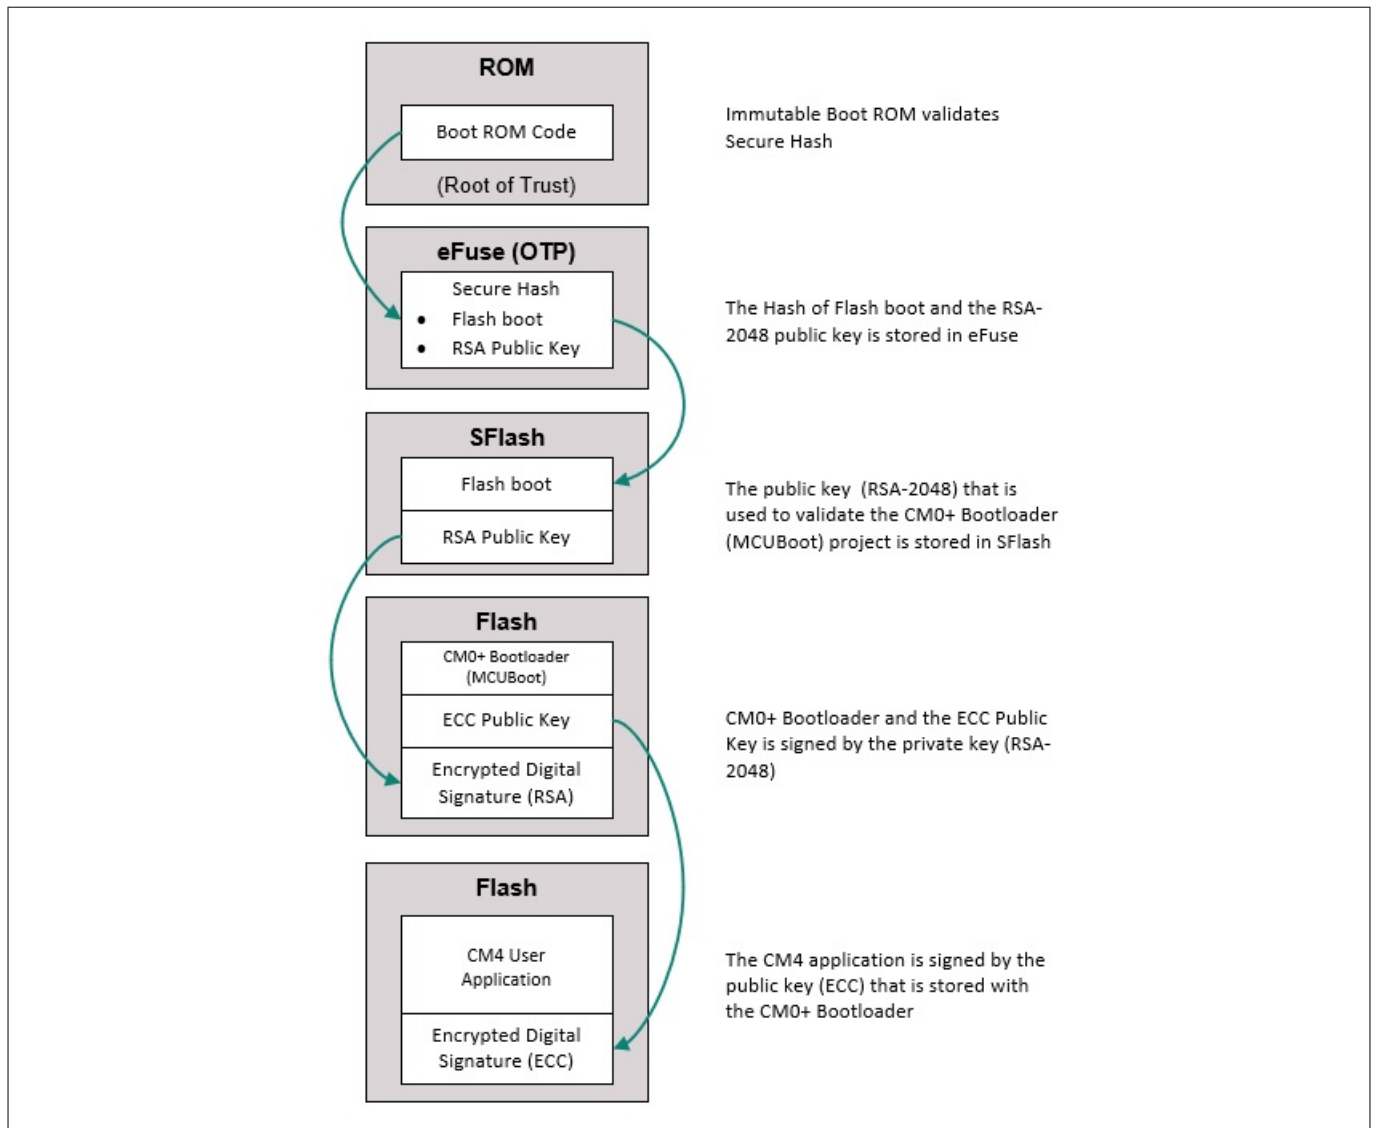 ROM
Boot ROM Code
(Root of Trust)
Immutable Boot ROM validates
Secure Hash
eFuse (OTP)
Secure Hash
• Flash boot
• RSA Public Key
The Hash of Flash boot and the RSA-
2048 public key is stored in eFuse
SFlash
Flash boot
RSA Public Key
The public key  (RSA-2048) that is
used to validate the CM0+ Bootloader
(MCUBoot) project is stored in SFlash
Flash
CM0+ Bootloader
(MCUBoot)
ECC Public Key
Encrypted Digital
Signature (RSA)
CM0+ Bootloader and the ECC Public
Key is signed by the private key (RSA-
2048)
Flash
CM4 User
Application
Encrypted Digital
Signature (ECC)
The CM4 application is signed by the
public key (ECC) that is stored with
the CM0+ Bootloader